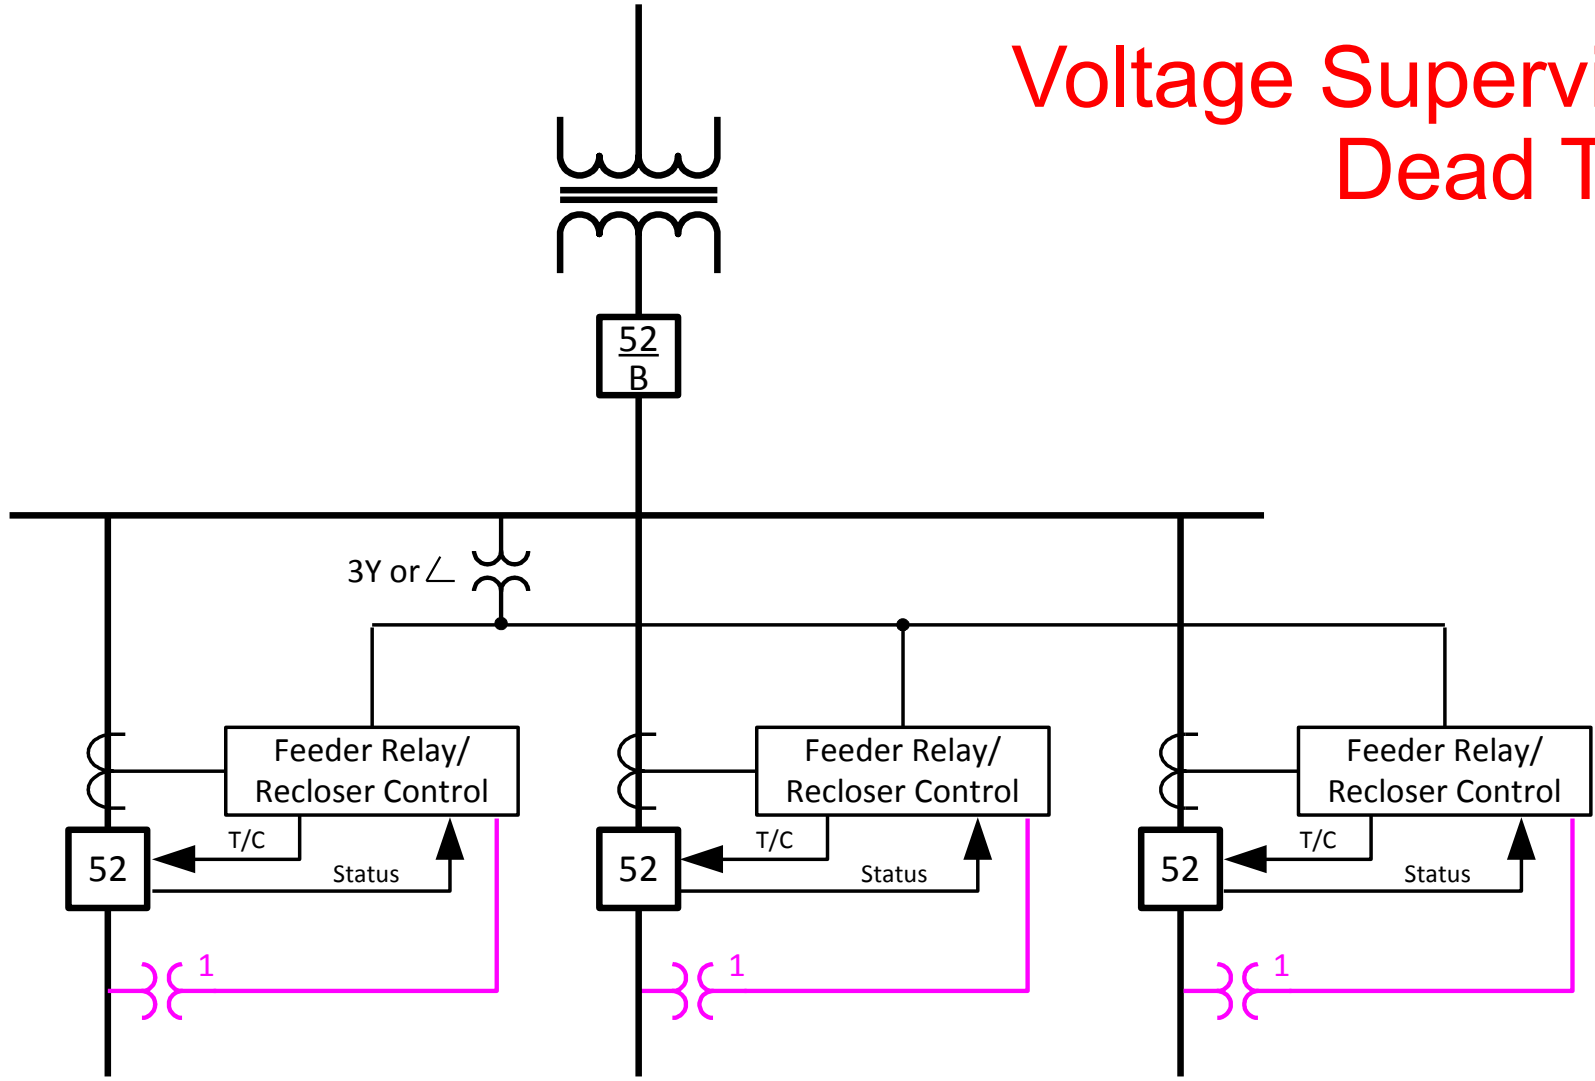 Voltage
Dead
52
B
3Y or
Feeder Relay/
Recloser Control
T/C
Status
52
1
Feeder Relay/
Recloser Control
T/C
Status
52
1
Feeder Relay/
Recloser Control
T/C
Status
52
1